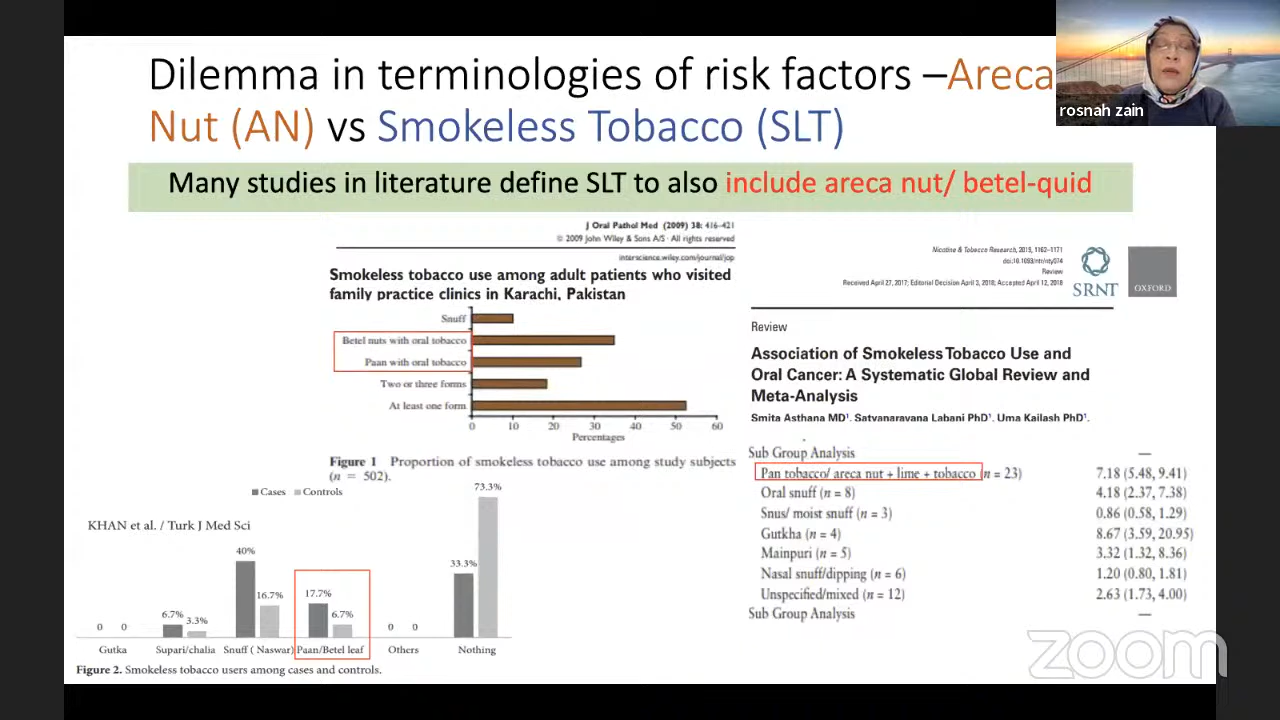 Dilemma in terminologies of risk factors –Areca
Nut (AN) vs Smokeless Tobacco (SLT)
rosnah zain
Many studies in literature define SLT to also include areca nut/ betel-quid
J Oral Pathol Med (2009) 38: 416–421
© 2009 John Wiley & Sons A/S · All rights reserved
interscience.wiley.com/journal/jop
Smokeless tobacco use among adult patients who visited
family practice clinics in Karachi, Pakistan
Snuff
Betel nuts with oral tobacco
Paan with oral tobacco
Two or three forms
At least one form
0 10 20 30 40 50 60
Percentages
Figure 1 Proportion of smokeless tobacco use among study subjects
(n = 502).
Cases Controls
KHAN et al. / Turk J Med Sci
0 0 6.7% 3.3% 40% 16.7% 17.7% 6.7% 0 0 33.3% 73.3%
Gutka Supari/chalia Snuff ( Naswar) Paan/Betel leaf Others Nothing
Figure 2. Smokeless tobacco users among cases and controls.
Nicotine & Tobacco Research, 2019, 1162–1171
doi:10.1093/ntr/nty074
Review
Received April 27, 2017; Editorial Decision April 3, 2018; Accepted April 12, 2018
SRNT
OXFORD
Review
Association of Smokeless Tobacco Use and
Oral Cancer: A Systematic Global Review and
Meta-Analysis
Smita Asthana MD¹, Satyanarayana Labani PhD¹, Uma Kailash PhD¹,
Sub Group Analysis —
Pan tobacco/ areca nut + lime + tobacco (n = 23) 7.18 (5.48, 9.41)
Oral snuff (n = 8) 4.18 (2.37, 7.38)
Snus/ moist snuff (n = 3) 0.86 (0.58, 1.29)
Gutkha (n = 4) 8.67 (3.59, 20.95)
Mainpuri (n = 5) 3.32 (1.32, 8.36)
Nasal snuff/dipping (n = 6) 1.20 (0.80, 1.81)
Unspecified/mixed (n = 12) 2.63 (1.73, 4.00)
Sub Group Analysis —
zoom